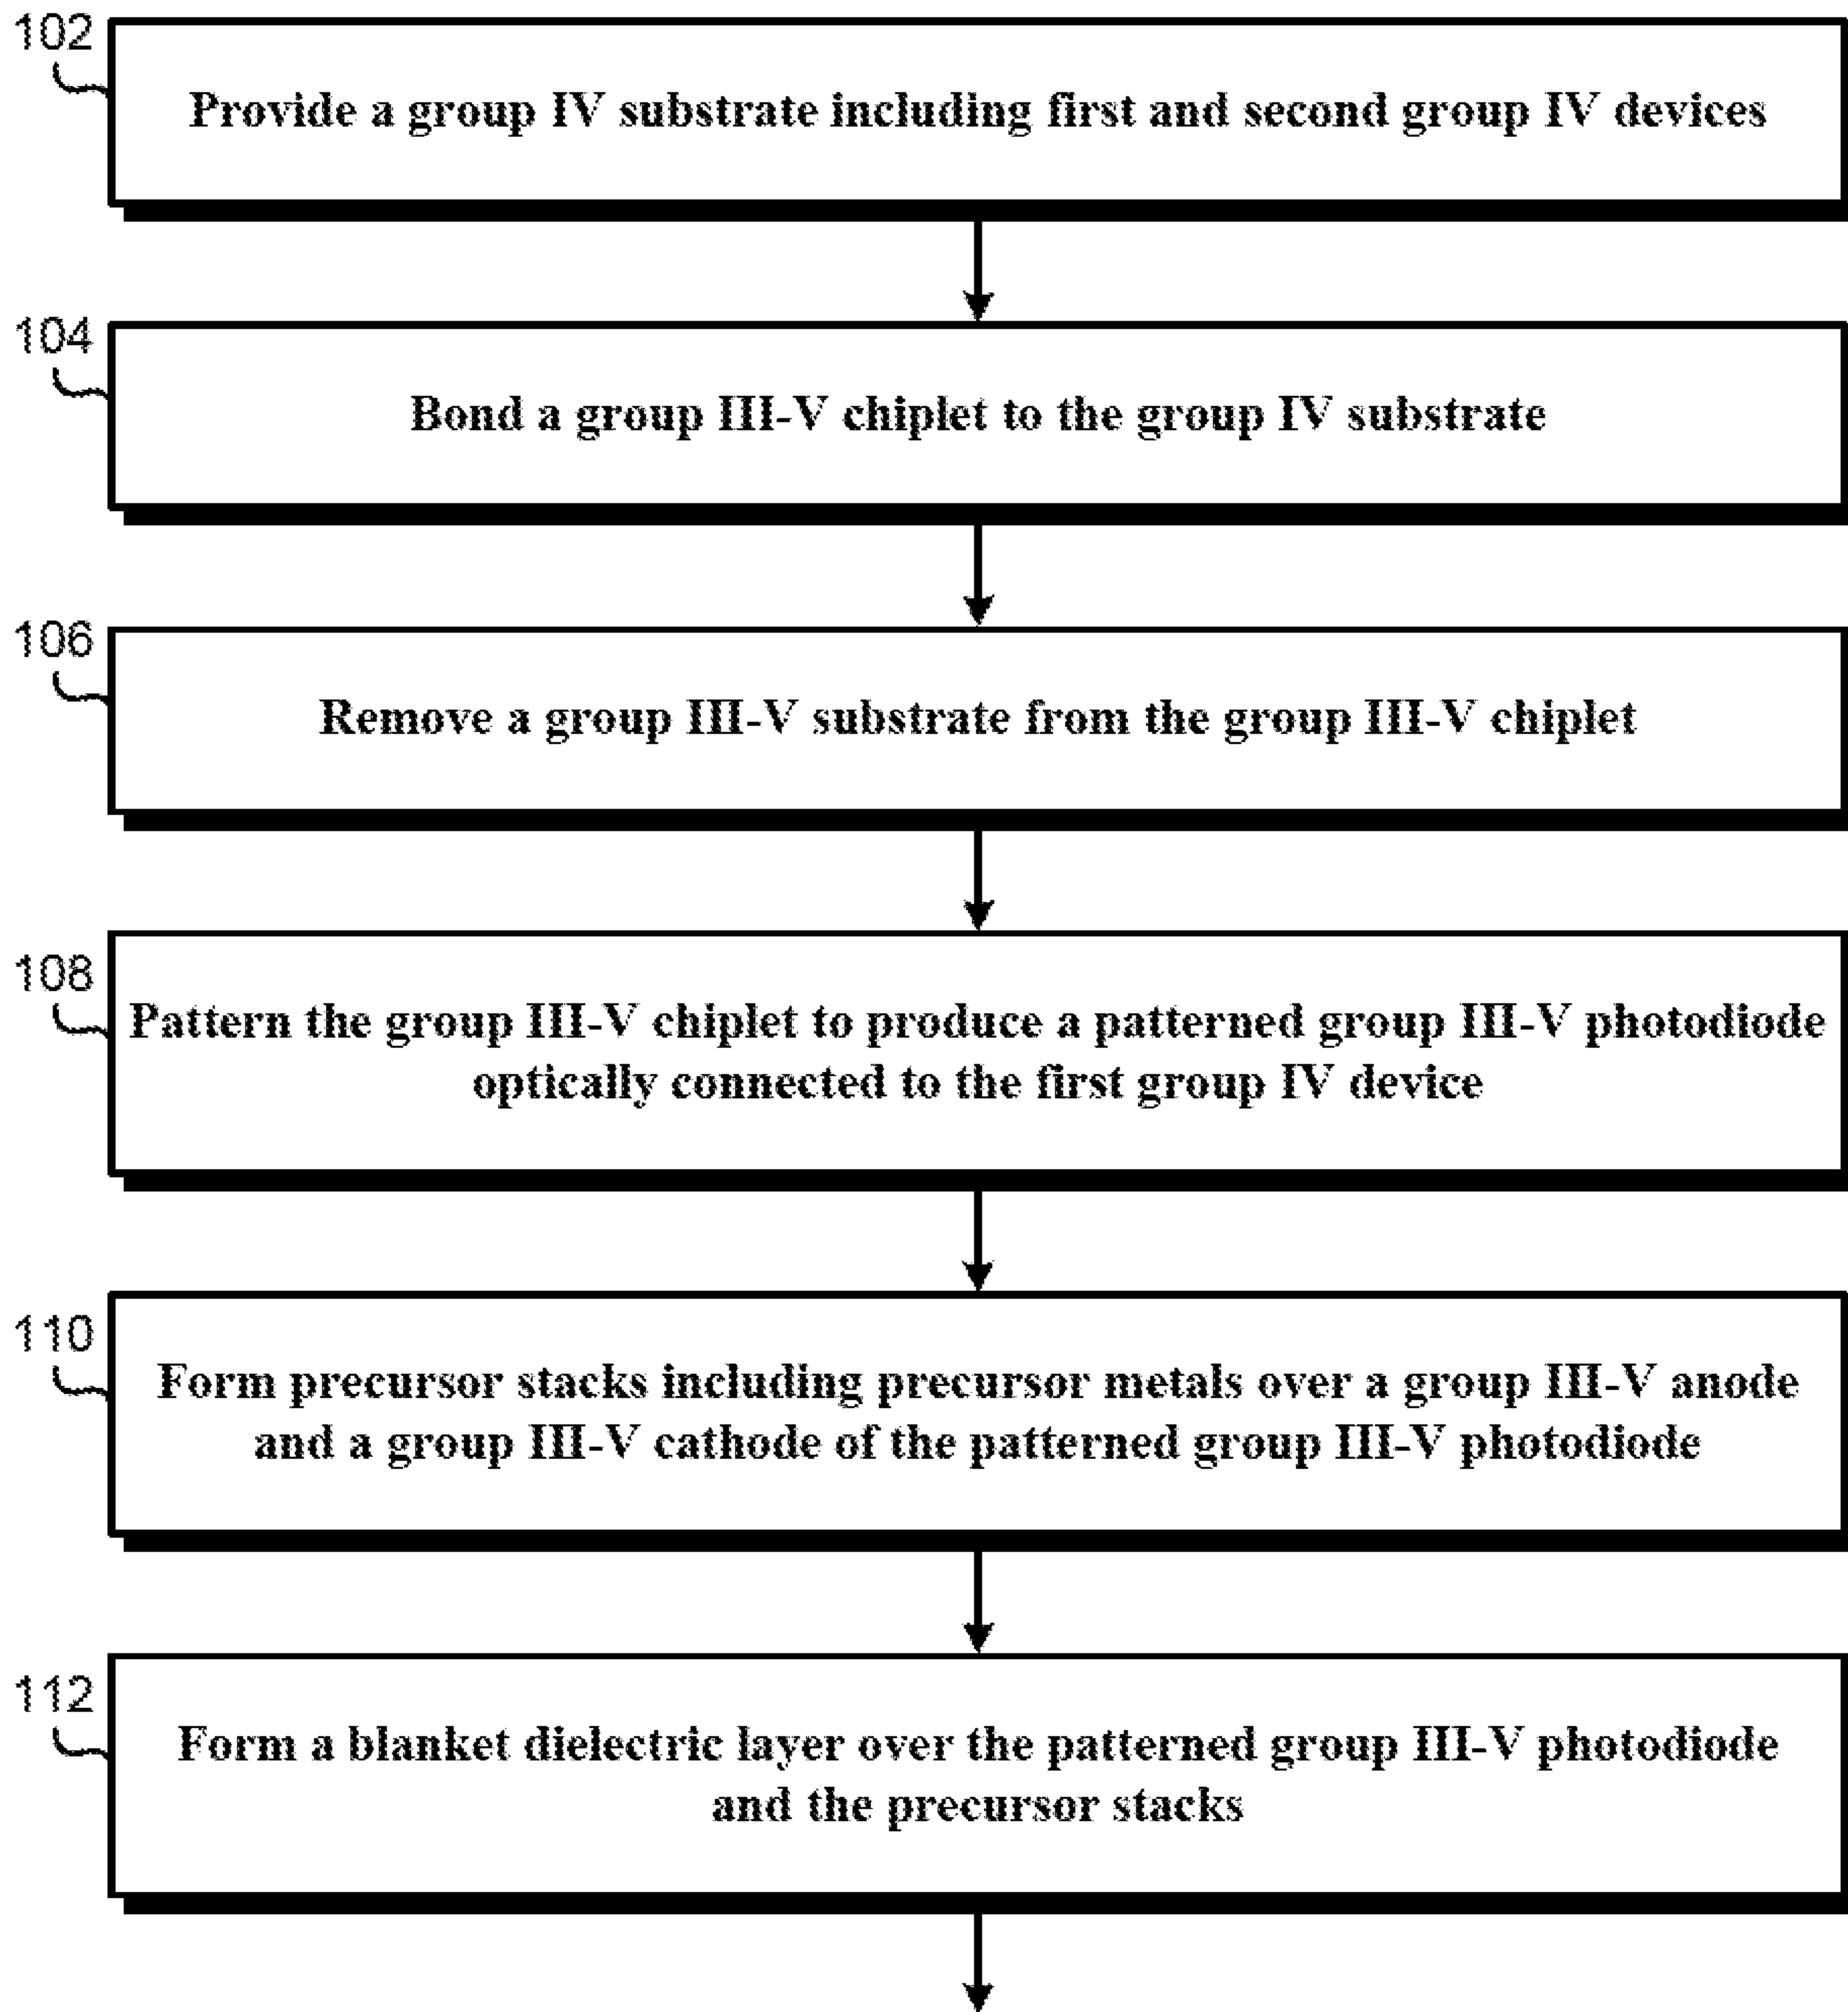 102
Provide a group IV substrate including first and second group IV devices
104
Bond a group III-V chiplet to the group IV substrate
106
Remove a group III-V substrate from the group III-V chiplet
108
Pattern the group III-V chiplet to produce a patterned group III-V photodiode
optically connected to the first group IV device
110
Form precursor stacks including precursor metals over a group III-V anode
and a group III-V cathode of the patterned group III-V photodiode
112
Form a blanket dielectric layer over the patterned group III-V photodiode
and the precursor stacks